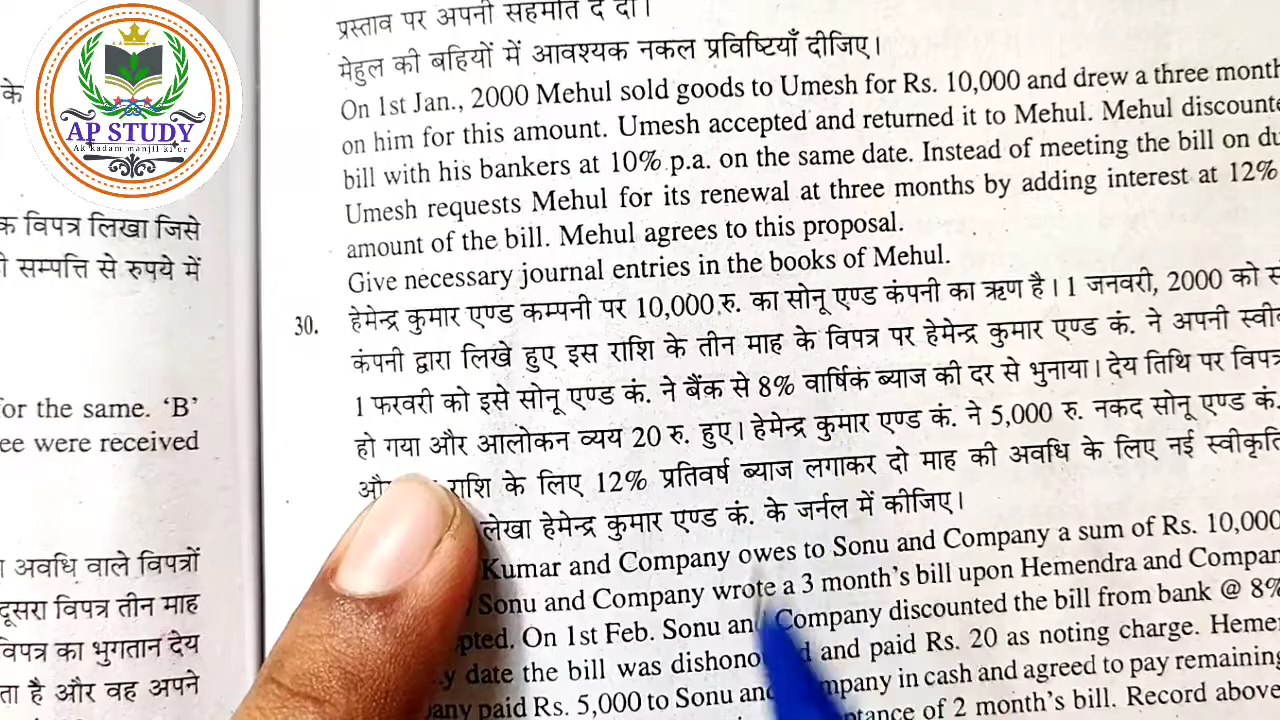 AP STUDY
Ak kadam manjil ki or
के
क विपत्र लिखा जिसे
ी सम्पत्ति से रुपये में
for the same. ‘B’
ee were received
अवधि वाले विपत्रों
दूसरा विपत्र तीन माह
विपत्र का भुगतान देय
ता है और वह अपने
प्रस्ताव पर अपनी सहमति दे दी।
मेहुल की बहियों में आवश्यक नकल प्रविष्टियाँ दीजिए।
On 1st Jan., 2000 Mehul sold goods to Umesh for Rs. 10,000 and drew a three month
on him for this amount. Umesh accepted and returned it to Mehul. Mehul discounte
bill with his bankers at 10% p.a. on the same date. Instead of meeting the bill on du
Umesh requests Mehul for its renewal at three months by adding interest at 12%
amount of the bill. Mehul agrees to this proposal.
Give necessary journal entries in the books of Mehul.
30. हेमेन्द्र कुमार एण्ड कम्पनी पर 10,000 रु. का सोनू एण्ड कंपनी का ऋण है। 1 जनवरी, 2000 को सो
कंपनी द्वारा लिखे हुए इस राशि के तीन माह के विपत्र पर हेमेन्द्र कुमार एण्ड कं. ने अपनी स्वी
1 फरवरी को इसे सोनू एण्ड कं. ने बैंक से 8% वार्षिक ब्याज की दर से भुनाया। देय तिथि पर विपत्र
हो गया और आलोकन व्यय 20 रु. हुए। हेमेन्द्र कुमार एण्ड कं. ने 5,000 रु. नकद सोनू एण्ड कं.
राशि के लिए 12% प्रतिवर्ष ब्याज लगाकर दो माह की अवधि के लिए नई स्वीकृति
लेखा हेमेन्द्र कुमार एण्ड कं. के जर्नल में कीजिए।
Kumar and Company owes to Sonu and Company a sum of Rs. 10,000
Sonu and Company wrote a 3 month’s bill upon Hemendra and Compan
pted. On 1st Feb. Sonu and Company discounted the bill from bank @ 8%
y date the bill was dishono d and paid Rs. 20 as noting charge. Heme
pany paid Rs. 5,000 to Sonu and mpany in cash and agreed to pay remaining
ptance of 2 month’s bill. Record above